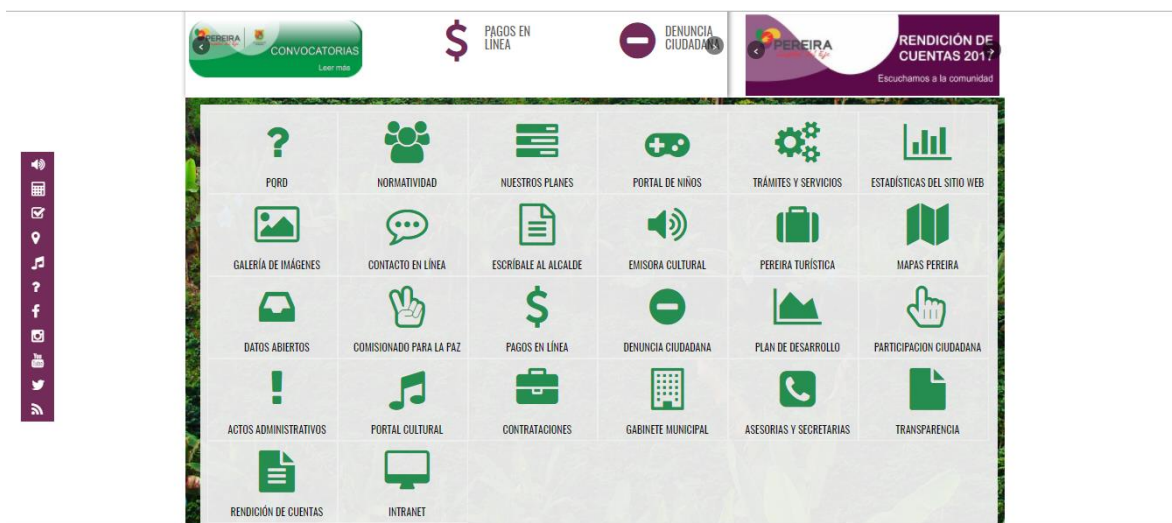 PEREIRA
CONVOCATORIAS
Leer más
PAGOS EN
LINEA
DENUNCIA
CIUDADANA
PEREIRA
RENDICIÓN DE
CUENTAS 2017
Escuchamos a la comunidad
PQRD
NORMATIVIDAD
NUESTROS PLANES
PORTAL DE NIÑOS
TRÁMITES Y SERVICIOS
ESTADÍSTICAS DEL SITIO WEB
GALERÍA DE IMÁGENES
CONTACTO EN LÍNEA
ESCRÍBALE AL ALCALDE
EMISORA CULTURAL
PEREIRA TURÍSTICA
MAPAS PEREIRA
DATOS ABIERTOS
COMISIONADO PARA LA PAZ
PAGOS EN LÍNEA
DENUNCIA CIUDADANA
PLAN DE DESARROLLO
PARTICIPACION CIUDADANA
ACTOS ADMINISTRATIVOS
PORTAL CULTURAL
CONTRATACIONES
GABINETE MUNICIPAL
ASESORIAS Y SECRETARIAS
TRANSPARENCIA
RENDICIÓN DE CUENTAS
INTRANET